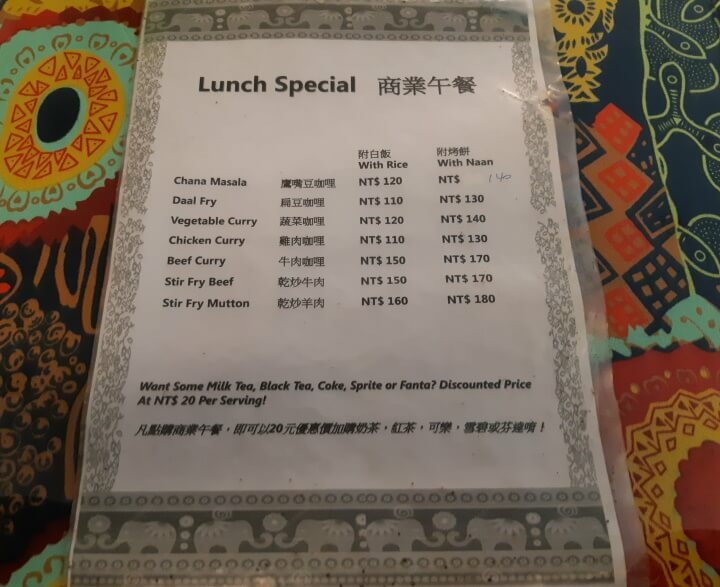 Lunch Special 商業午餐
附白飯 附烤餅
With Rice With Naan
Chana Masala 鷹嘴豆咖哩 NT$ 120 NT$ 140
Daal Fry 扁豆咖哩 NT$ 110 NT$ 130
Vegetable Curry 蔬菜咖哩 NT$ 120 NT$ 140
Chicken Curry 雞肉咖哩 NT$ 110 NT$ 130
Beef Curry 牛肉咖哩 NT$ 150 NT$ 170
Stir Fry Beef 乾炒牛肉 NT$ 150 NT$ 170
Stir Fry Mutton 乾炒羊肉 NT$ 160 NT$ 180
Want Some Milk Tea, Black Tea, Coke, Sprite or Fanta? Discounted Price
At NT$ 20 Per Serving!
凡點購商業午餐，即可以20元優惠價加購奶茶，紅茶，可樂，雪碧或芬達唷！